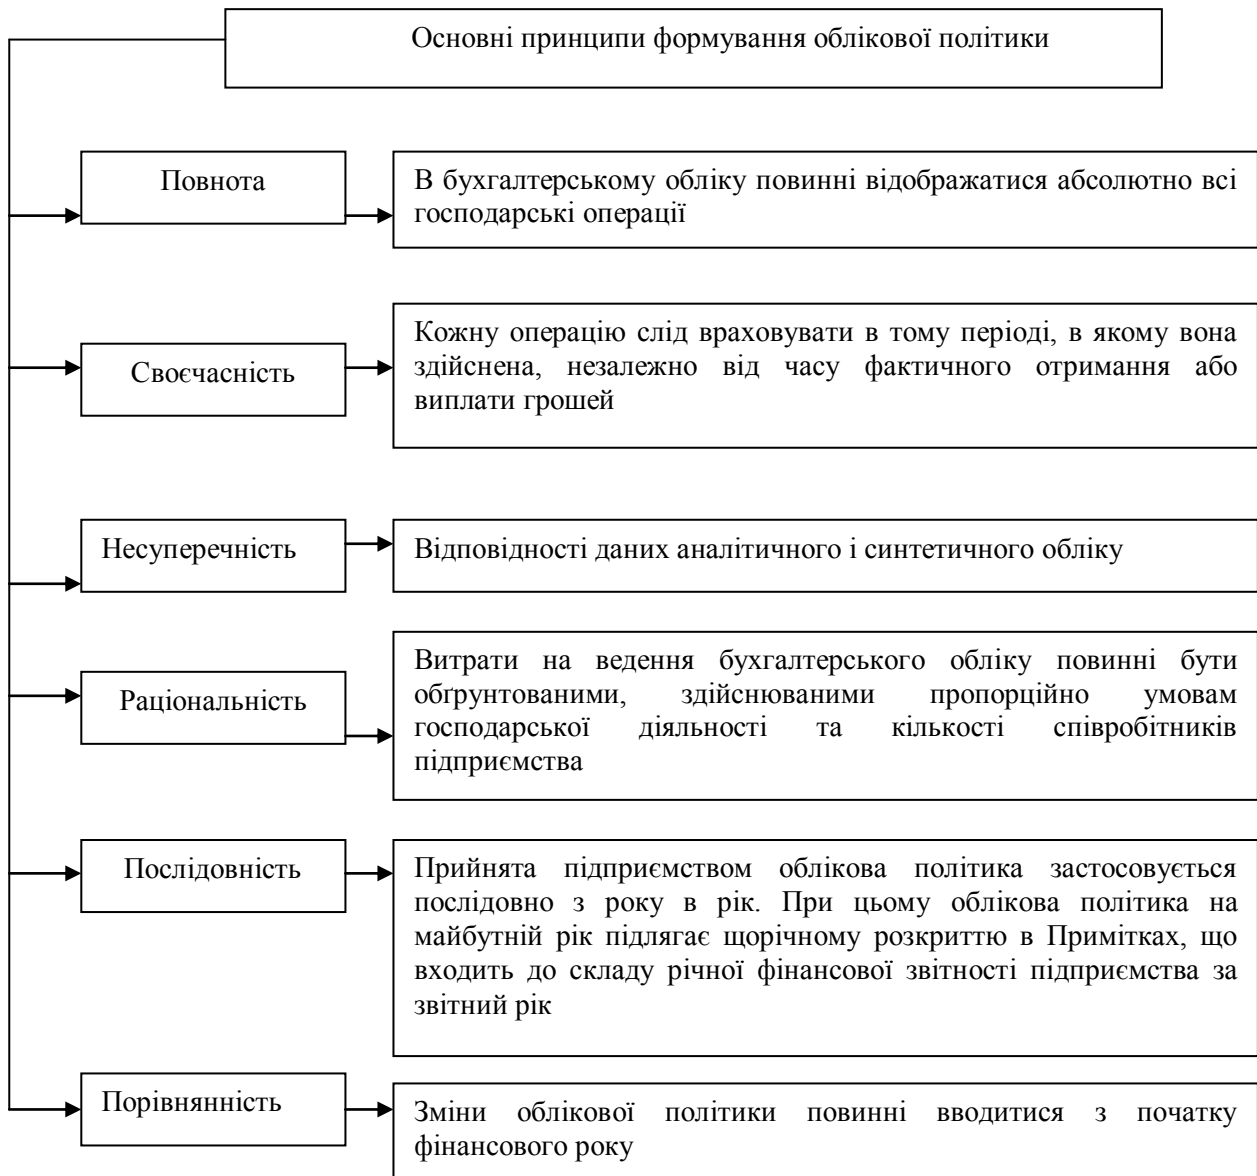 Основні принципи формування облікової політики
Повнота
В бухгалтерському обліку повинні відображатися абсолютно всі
господарські операції
Своєчасність
Кожну операцію слід враховувати в тому періоді, в якому вона
здійснена, незалежно від часу фактичного отримання або
виплати грошей
Несуперечність
Відповідності даних аналітичного і синтетичного обліку
Раціональність
Витрати на ведення бухгалтерського обліку повинні бути
обґрунтованими, здійснюваними пропорційно умовам
господарської діяльності та кількості співробітників
підприємства
Послідовність
Прийнята підприємством облікова політика застосовується
послідовно з року в рік. При цьому облікова політика на
майбутній рік підлягає щорічному розкриттю в Примітках, що
входить до складу річної фінансової звітності підприємства за
звітний рік
Порівнянність
Зміни облікової політики повинні вводитися з початку
фінансового року